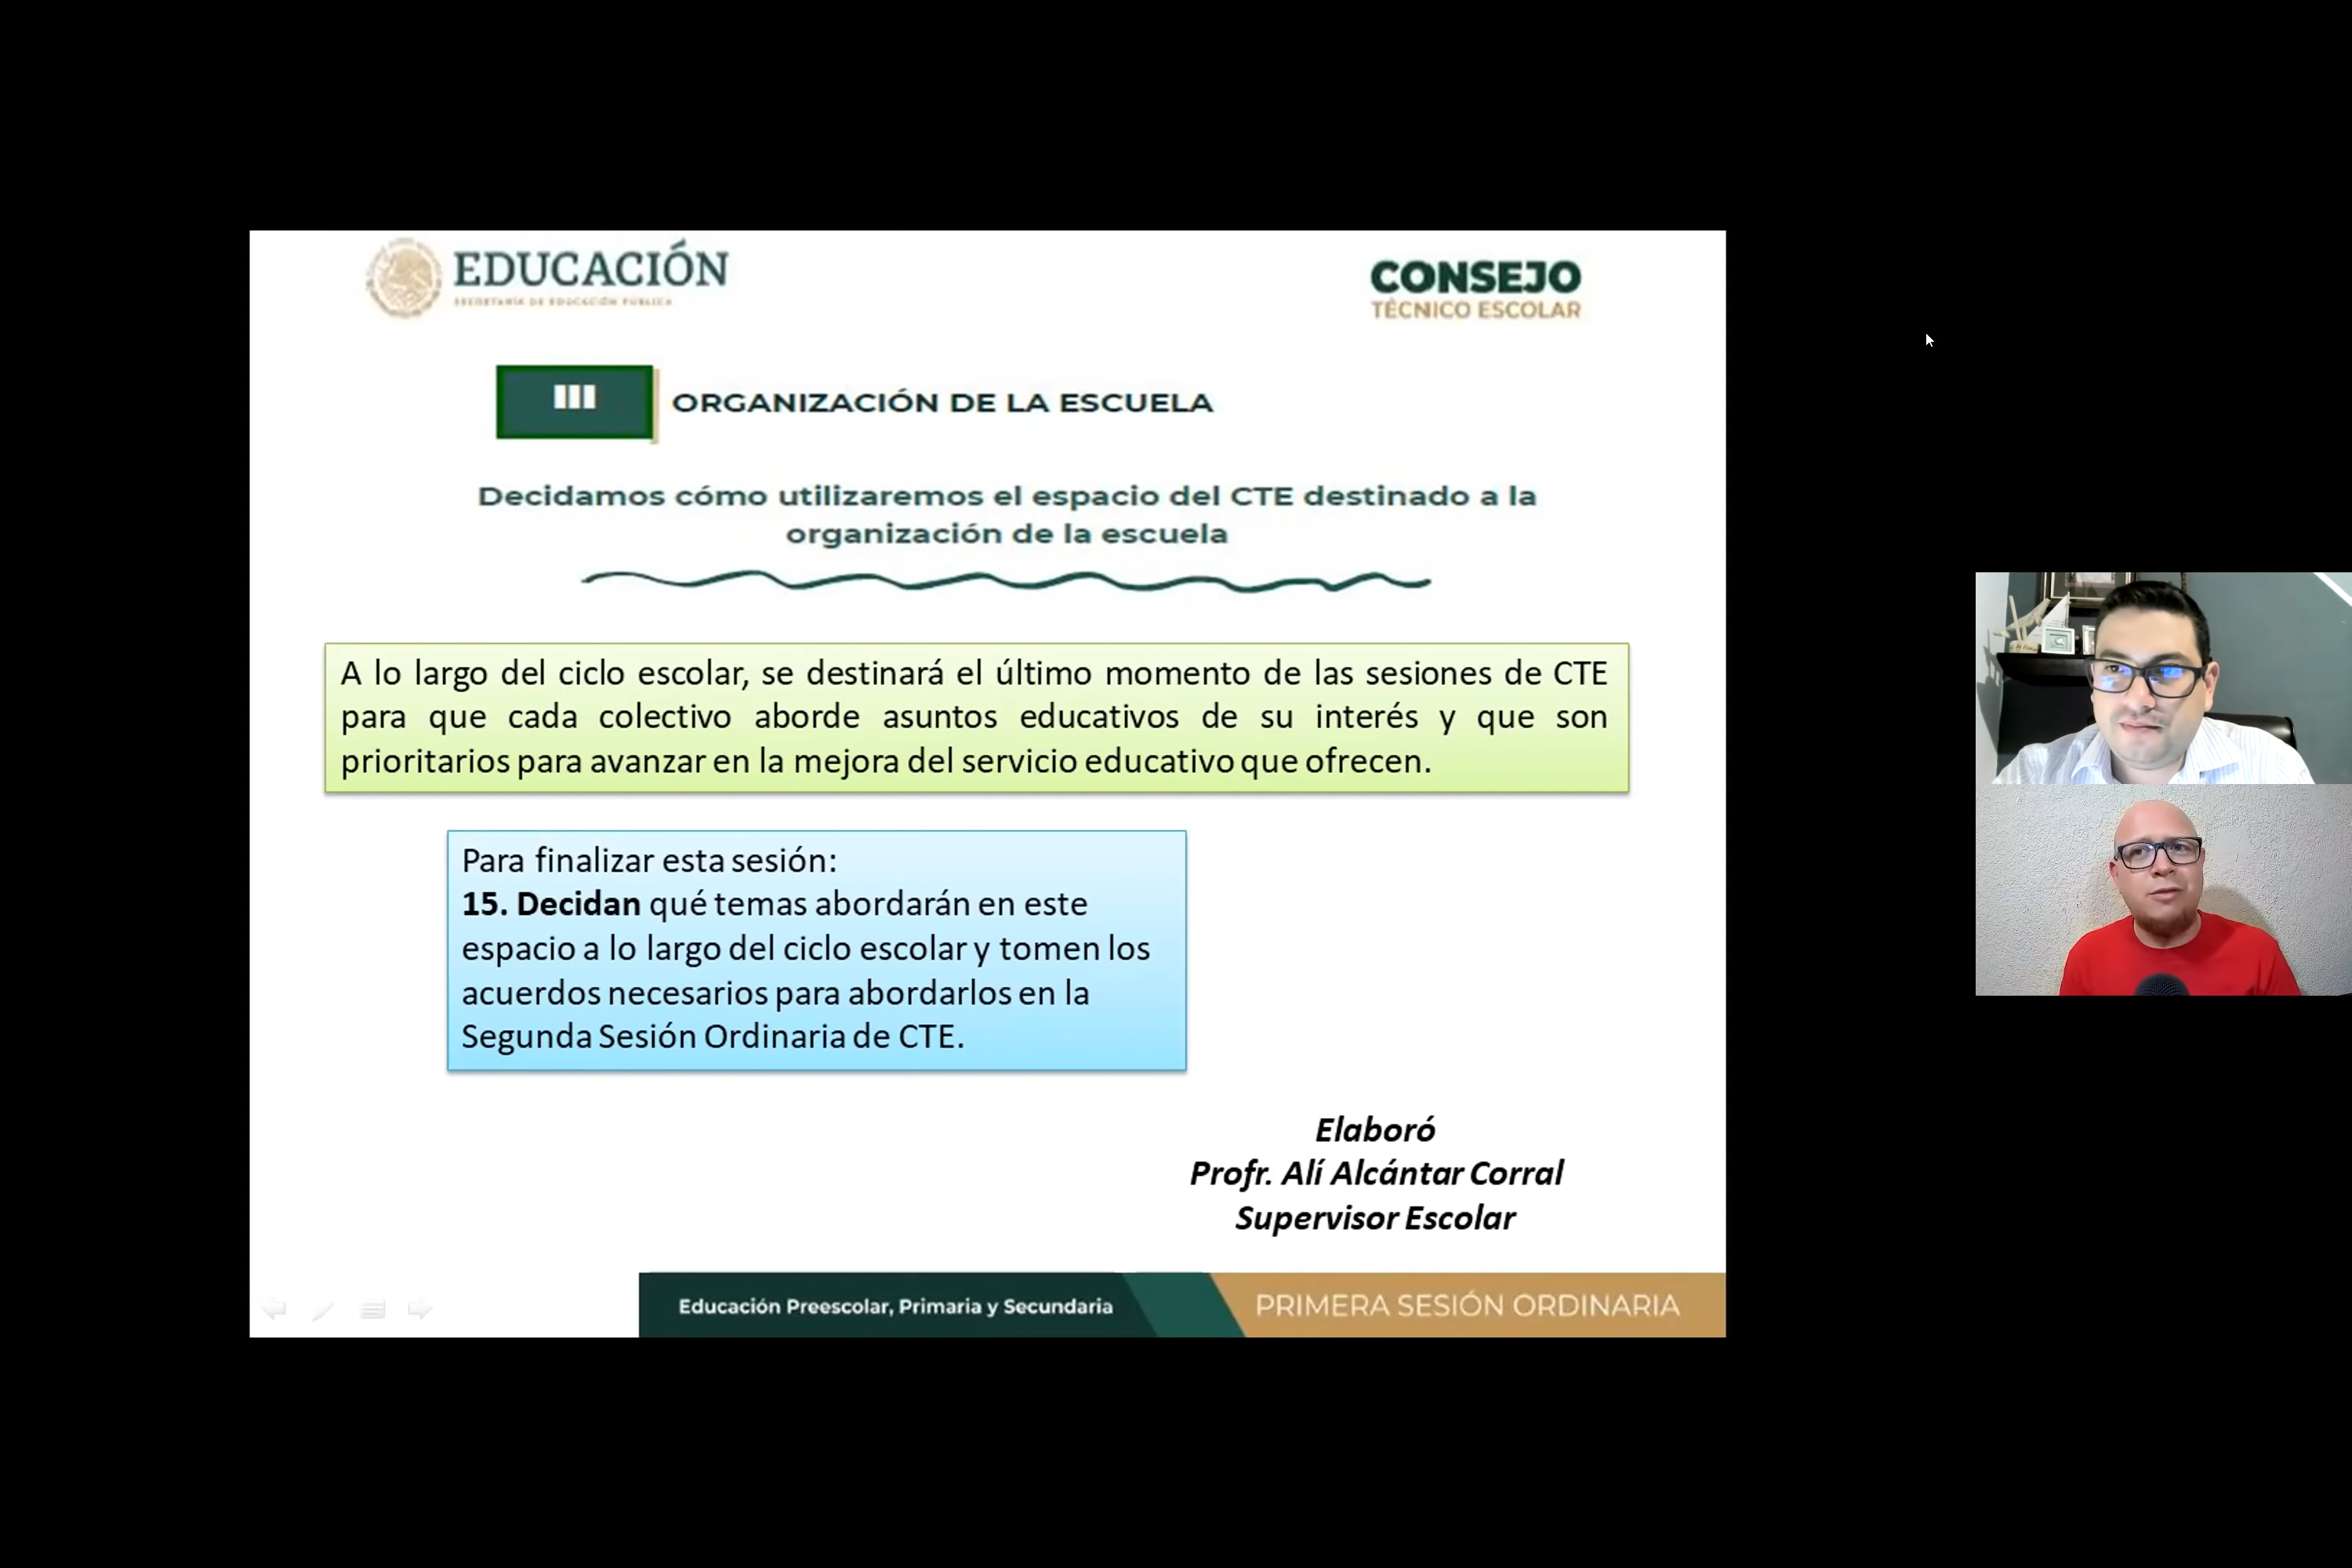 EDUCACIÓN
SECRETARÍA DE EDUCACIÓN PÚBLICA
CONSEJO
TÉCNICO ESCOLAR
III
ORGANIZACIÓN DE LA ESCUELA
Decidamos cómo utilizaremos el espacio del CTE destinado a la
organización de la escuela
A lo largo del ciclo escolar, se destinará el último momento de las sesiones de CTE
para que cada colectivo aborde asuntos educativos de su interés y que son
prioritarios para avanzar en la mejora del servicio educativo que ofrecen.
Para finalizar esta sesión:
15. Decidan qué temas abordarán en este
espacio a lo largo del ciclo escolar y tomen los
acuerdos necesarios para abordarlos en la
Segunda Sesión Ordinaria de CTE.
Elaboró
Profr. Alí Alcántar Corral
Supervisor Escolar
Educación Preescolar, Primaria y Secundaria
PRIMERA SESIÓN ORDINARIA